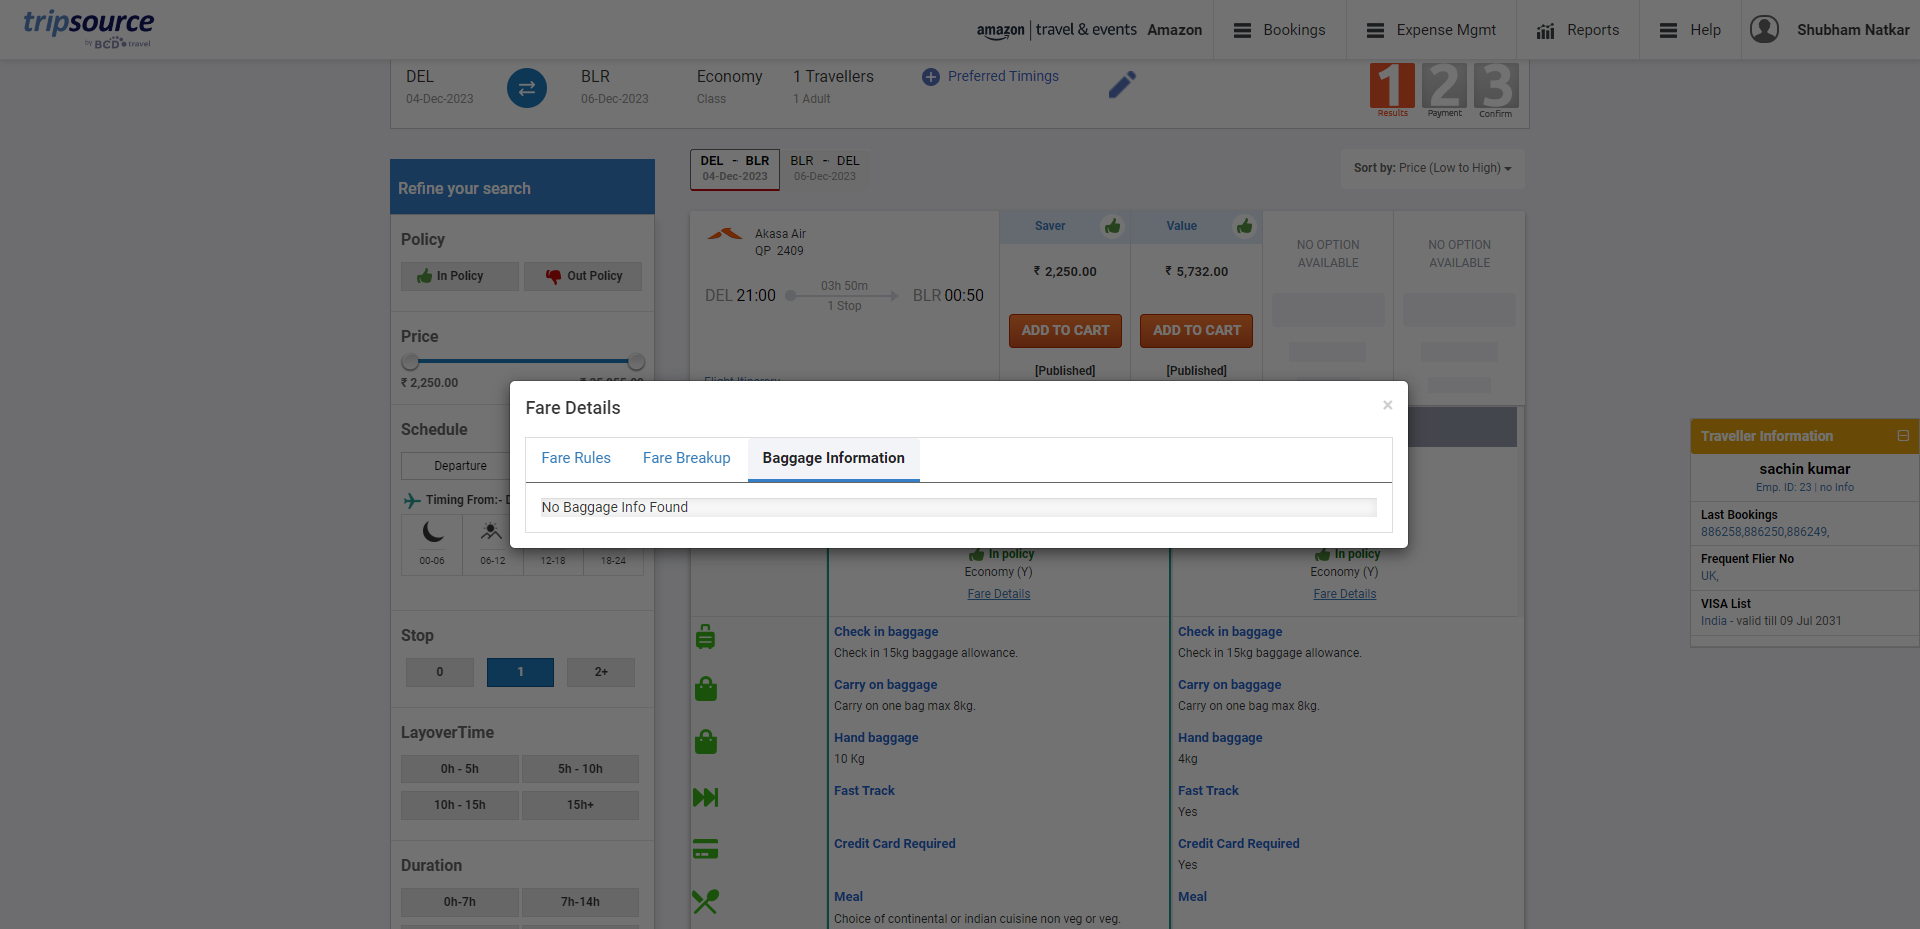 tripsource
by BCD travel
amazon | travel & events Amazon
Bookings
Expense Mgmt
Reports
Help
Shubham Natkar
DEL
04-Dec-2023
BLR
06-Dec-2023
Economy
Class
1 Travellers
1 Adult
Preferred Timings
1 Results
2 Payment
3 Confirm
Refine your search
Policy
In Policy
Out Policy
Price
₹ 2,250.00
Schedule
Departure
Timing From:-
00-06
06-12
12-18
18-24
Stop
0
1
2+
LayoverTime
0h - 5h
5h - 10h
10h - 15h
15h+
Duration
0h-7h
7h-14h
DEL - BLR
04-Dec-2023
BLR - DEL
06-Dec-2023
Sort by: Price (Low to High)
Akasa Air
QP 2409
DEL 21:00
03h 50m
1 Stop
BLR 00:50
Flight Itinerary
Saver
₹ 2,250.00
ADD TO CART
[Published]
Value
₹ 5,732.00
ADD TO CART
[Published]
NO OPTION
AVAILABLE
NO OPTION
AVAILABLE
Fare Details
×
Fare Rules
Fare Breakup
Baggage Information
No Baggage Info Found
In policy
Economy (Y)
Fare Details
In policy
Economy (Y)
Fare Details
Check in baggage
Check in 15kg baggage allowance.
Check in baggage
Check in 15kg baggage allowance.
Carry on baggage
Carry on one bag max 8kg.
Carry on baggage
Carry on one bag max 8kg.
Hand baggage
10 Kg
Hand baggage
4kg
Fast Track
Fast Track
Yes
Credit Card Required
Credit Card Required
Yes
Meal
Choice of continental or indian cuisine non veg or veg.
Meal
Traveller Information
sachin kumar
Emp. ID: 23 | no Info
Last Bookings
886258,886250,886249,
Frequent Flier No
UK,
VISA List
India - valid till 09 Jul 2031